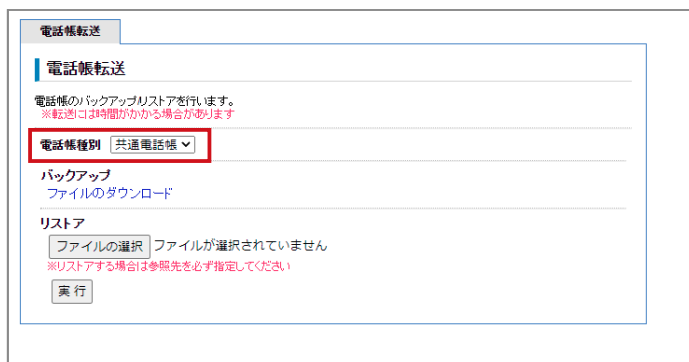 電話帳転送
電話帳転送
電話帳のバックアップ/リストアを行います。
※転送には時間がかかる場合があります
電話帳種別 共通電話帳
バックアップ
ファイルのダウンロード
リストア
ファイルの選択 ファイルが選択されていません
※リストアする場合は参照先を必ず指定してください
実行